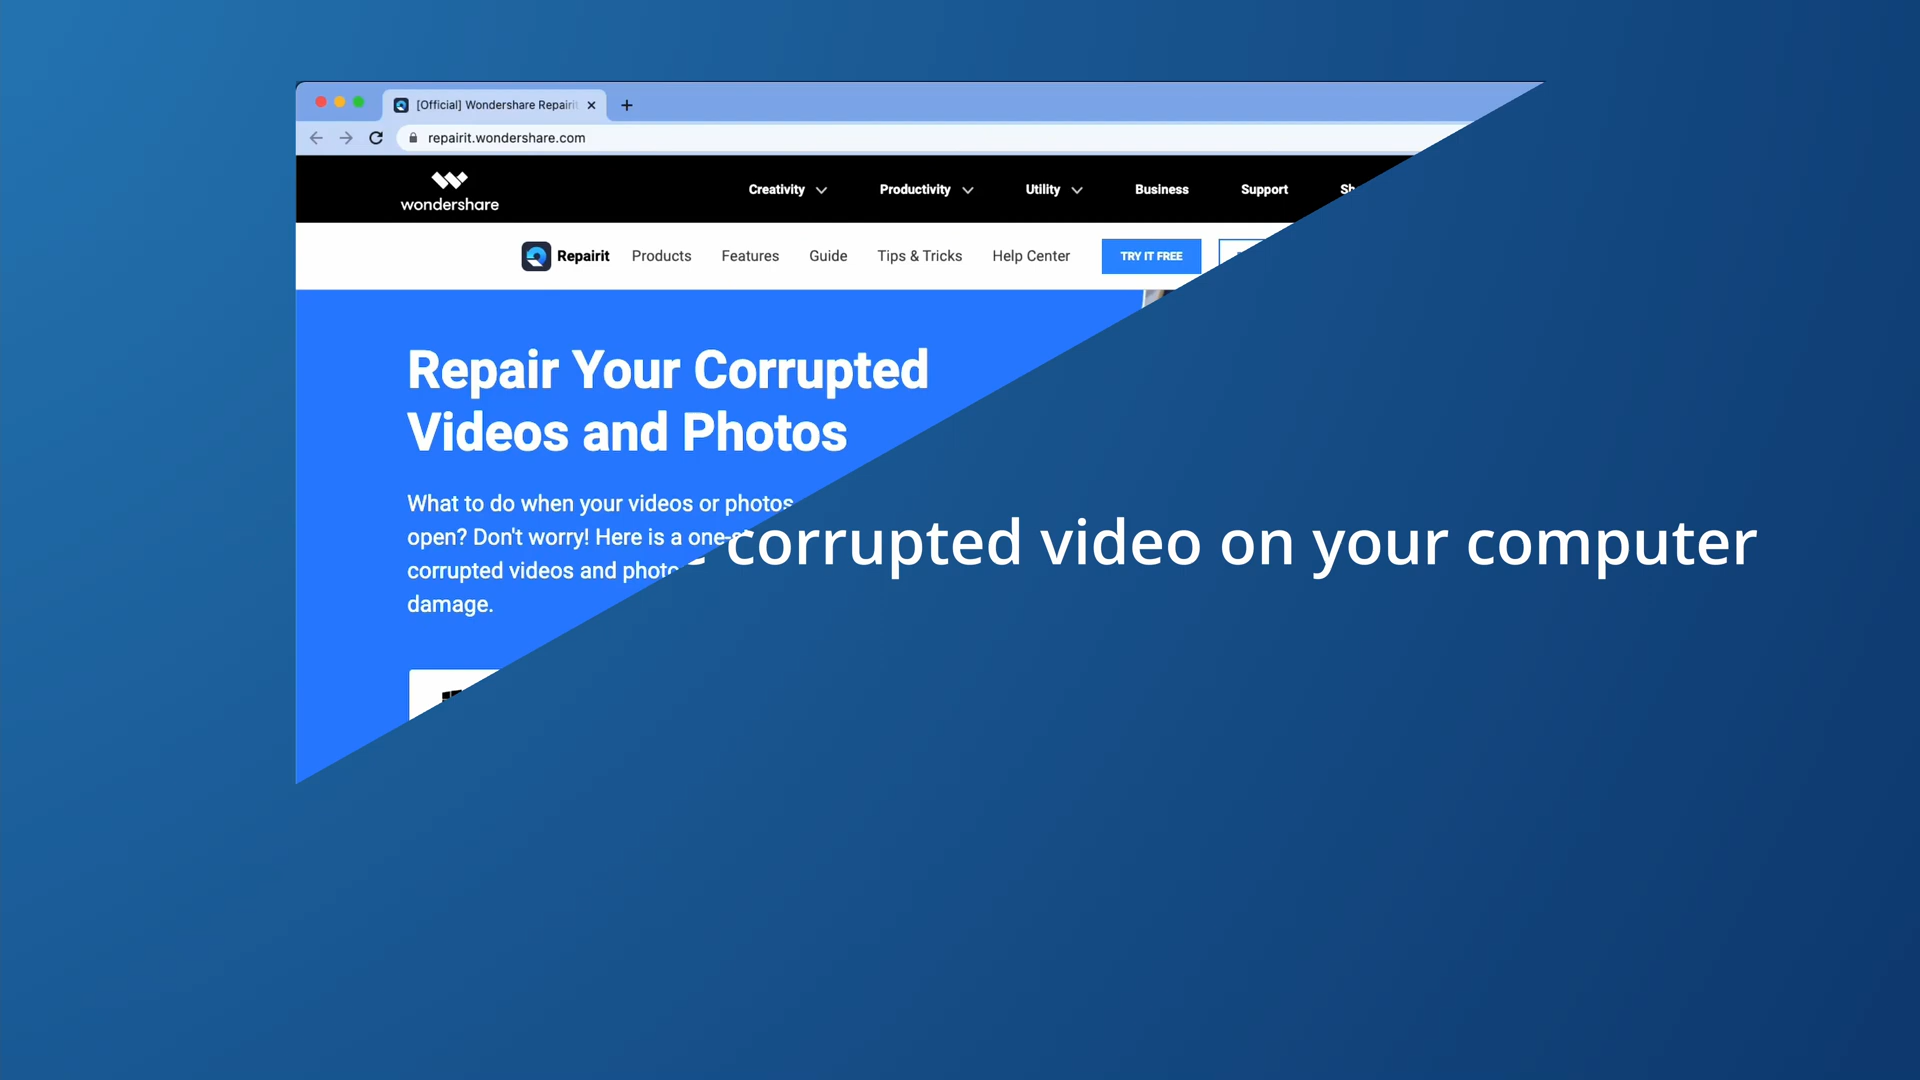 [Official] Wondershare Repairit
repairit.wondershare.com
wondershare
Creativity
Productivity
Utility
Business
Support
Repairit
Products
Features
Guide
Tips & Tricks
Help Center
TRY IT FREE
Repair Your Corrupted
Videos and Photos
What to do when your videos or photos
open? Don't worry! Here is a one-
corrupted videos and
damage.
corrupted video on your computer